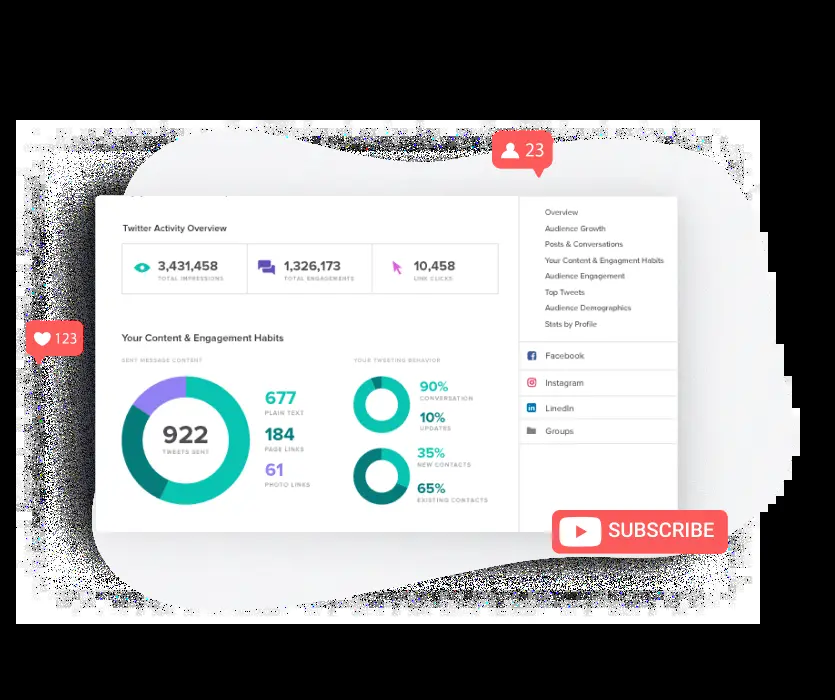 23
Overview
Twitter Activity Overview
Audience Growth
Posts & Conversations
Your Content & Engagment Habits
Audience Engagement
Top Tweets
Audience Demographics
Stats by Profile
3,431,458
TOTAL IMPRESSIONS
1,326,173
TOTAL ENGAGEMENTS
10,458
LINK CLICKS
123
Your Content & Engagement Habits
SENT MESSAGE CONTENT
922
TWEETS SENT
677
PLAIN TEXT
184
PAGE LINKS
61
PHOTO LINKS
YOUR TWEETING BEHAVIOR
90%
CONVERSATION
10%
UPDATES
35%
NEW CONTACTS
65%
EXISTING CONTACTS
Facebook
Instagram
LinedIn
Groups
SUBSCRIBE